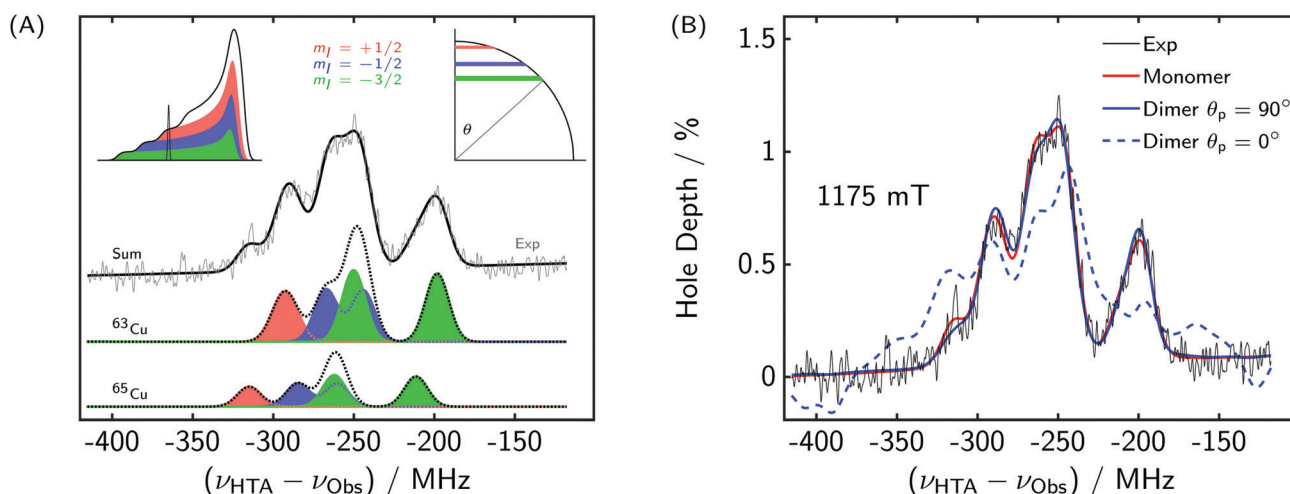 (A)
m_I = +1/2
m_I = −1/2
m_I = −3/2
θ
Sum
Exp
⁶³Cu
⁶⁵Cu
-400 -350 -300 -250 -200 -150
(ν_HTA − ν_Obs) / MHz
(B)
1.5
1
0.5
0
Hole Depth / %
Exp
Monomer
Dimer θ_p = 90°
Dimer θ_p = 0°
1175 mT
-400 -350 -300 -250 -200 -150
(ν_HTA − ν_Obs) / MHz